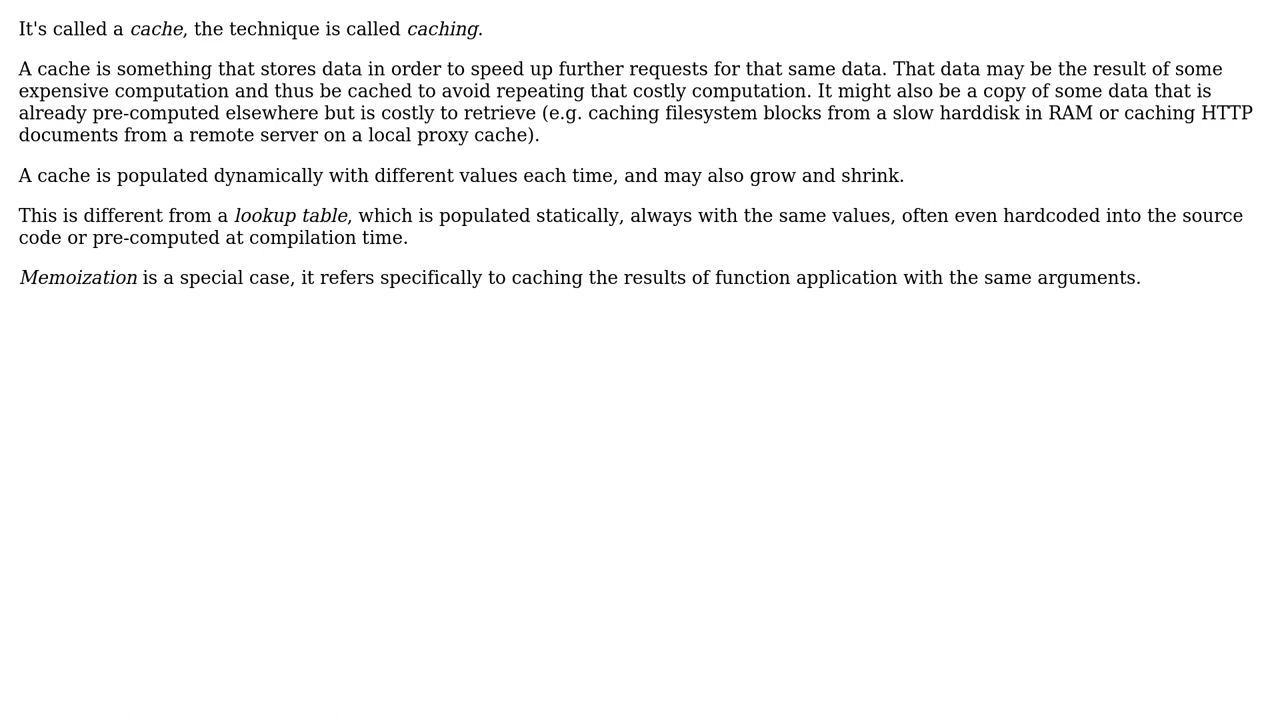 It's called a cache, the technique is called caching.
A cache is something that stores data in order to speed up further requests for that same data. That data may be the result of some
expensive computation and thus be cached to avoid repeating that costly computation. It might also be a copy of some data that is
already pre-computed elsewhere but is costly to retrieve (e.g. caching filesystem blocks from a slow harddisk in RAM or caching HTTP
documents from a remote server on a local proxy cache).
A cache is populated dynamically with different values each time, and may also grow and shrink.
This is different from a lookup table, which is populated statically, always with the same values, often even hardcoded into the source
code or pre-computed at compilation time.
Memoization is a special case, it refers specifically to caching the results of function application with the same arguments.